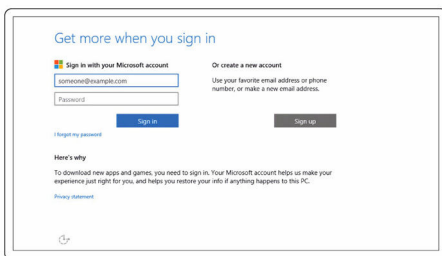 Get more when you sign in
Sign in with your Microsoft account
someone@example.com
Password
Sign in
I forgot my password
Or create a new account
Use your favorite email address or phone
number, or make a new email address.
Sign up
Here's why
To download new apps and games, you need to sign in. Your Microsoft account helps us make your
experience just right for you, and helps you restore your info if anything happens to this PC.
Privacy statement